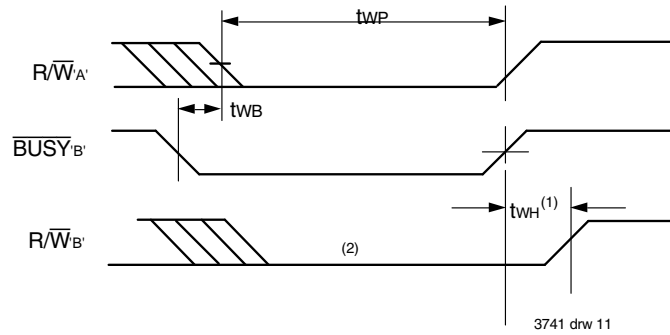 tWP
R/W̅'A'
tWB
B̅U̅S̅Y̅'B'
tWH(1)
R/W̅'B'
(2)
3741 drw 11